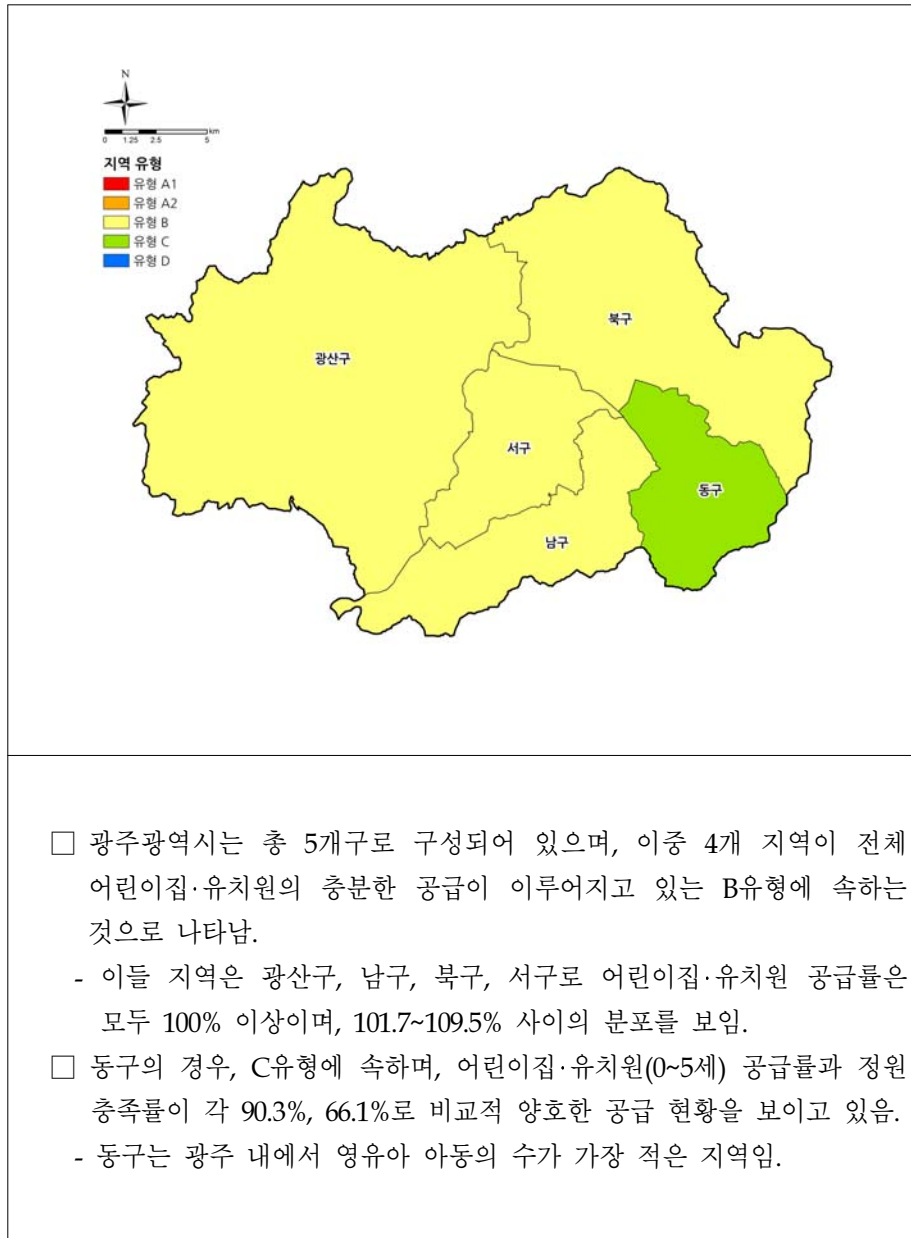 N
0 1.25 2.5 5 km
지역 유형
유형 A1
유형 A2
유형 B
유형 C
유형 D
북구
광산구
서구
동구
남구
□ 광주광역시는 총 5개구로 구성되어 있으며, 이중 4개 지역이 전체
어린이집·유치원의 충분한 공급이 이루어지고 있는 B유형에 속하는
것으로 나타남.
- 이들 지역은 광산구, 남구, 북구, 서구로 어린이집·유치원 공급률은
모두 100% 이상이며, 101.7~109.5% 사이의 분포를 보임.
□ 동구의 경우, C유형에 속하며, 어린이집·유치원(0~5세) 공급률과 정원
충족률이 각 90.3%, 66.1%로 비교적 양호한 공급 현황을 보이고 있음.
- 동구는 광주 내에서 영유아 아동의 수가 가장 적은 지역임.